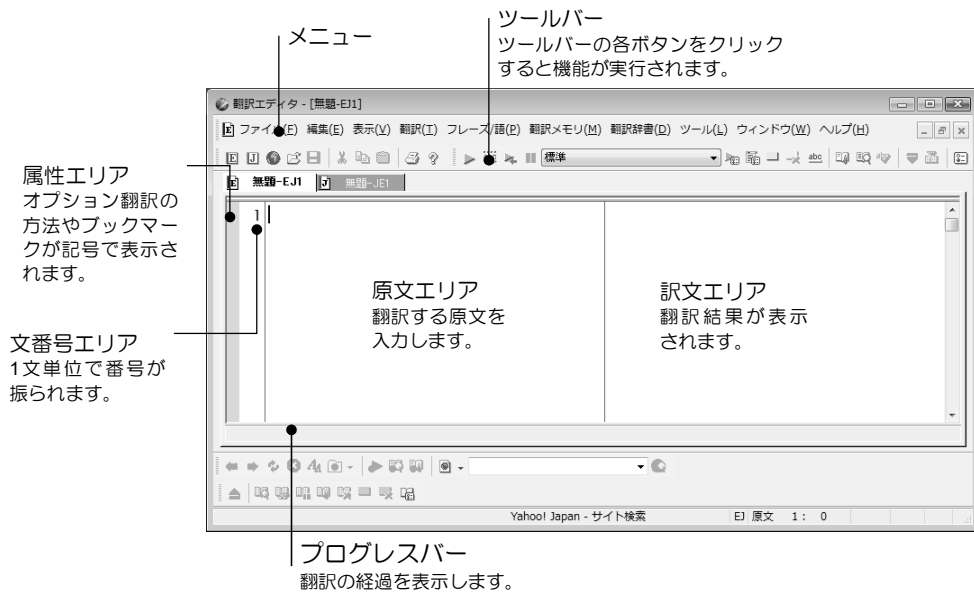 メニュー
ツールバー
ツールバーの各ボタンをクリック
すると機能が実行されます。
翻訳エディタ - [無題-EJ1]
ファイル(F) 編集(E) 表示(V) 翻訳(T) フレーズ/語(P) 翻訳メモリ(M) 翻訳辞書(D) ツール(L) ウィンドウ(W) ヘルプ(H)
標準
abc
E 無題-EJ1 J 無題-JE1
属性エリア
オプション翻訳の
方法やブックマー
クが記号で表示さ
れます。
1
原文エリア
翻訳する原文を
入力します。
訳文エリア
翻訳結果が表示
されます。
文番号エリア
1文単位で番号が
振られます。
Yahoo! Japan - サイト検索 EJ 原文 1: 0
プログレスバー
翻訳の経過を表示します。